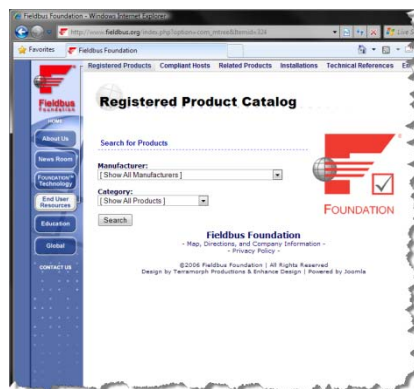 Fieldbus Foundation - Windows Internet Explorer
http://www.fieldbus.org/index.php?option=com_mtree&Itemid=324
Live S
Favorites
Fieldbus Foundation
Registered Products
Compliant Hosts
Related Products
Installations
Technical References
Fieldbus
Foundation
HOME
About Us
News Room
FOUNDATION™
Technology
End User
Resources
Education
Global
CONTACT US
Registered Product Catalog
Search for Products
Manufacturer:
[ Show All Manufacturers ]
Category:
[ Show All Products ]
Search
FOUNDATION
Fieldbus Foundation
- Map, Directions, and Company Information -
- Privacy Policy -
©2006 Fieldbus Foundation | All Rights Reserved
Design by Terramorph Productions & Enhance Design | Powered by Joomla